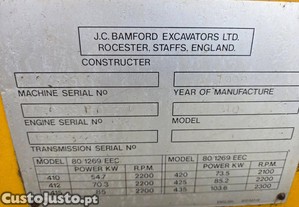 J.C. BAMFORD EXCAVATORS LTD.
ROCESTER, STAFFS, ENGLAND.
CONSTRUCTER
MACHINE SERIAL No YEAR OF MANUFACTURE
ENGINE SERIAL No MODEL
TRANSMISSION SERIAL No
MODEL 80 1269 EEC MODEL 80 1269 EEC
POWER KW R.P.M POWER KW R.P.M
410 54.7 2200 420 73.5 2100
412 70.3 2200 425 85.2 2200
85 2200 435 103.6 2300
CustoJusto.pt